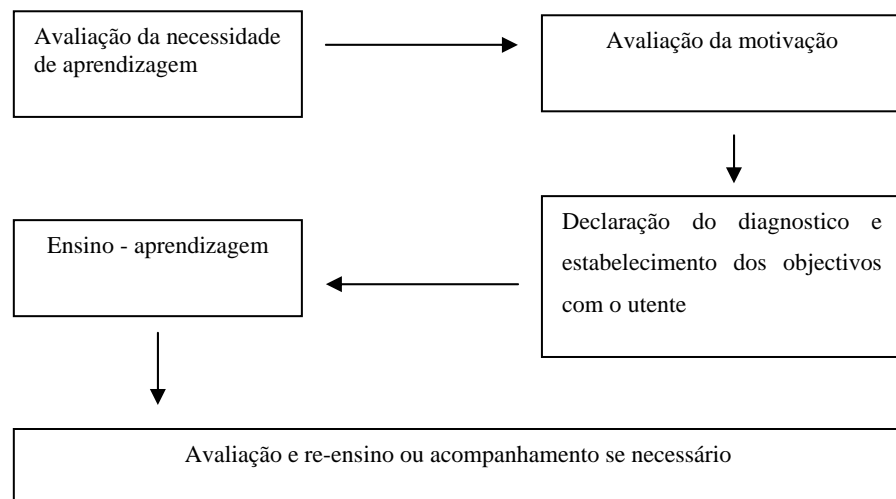 Avaliação da necessidade
de aprendizagem
Avaliação da motivação
Declaração do diagnostico e
estabelecimento dos objectivos
com o utente
Ensino - aprendizagem
Avaliação e re-ensino ou acompanhamento se necessário